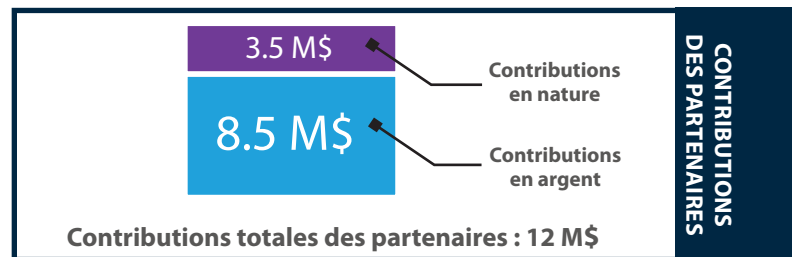 3.5 M$
Contributions
en nature
8.5 M$
Contributions
en argent
Contributions totales des partenaires : 12 M$
CONTRIBUTIONS
DES PARTENAIRES